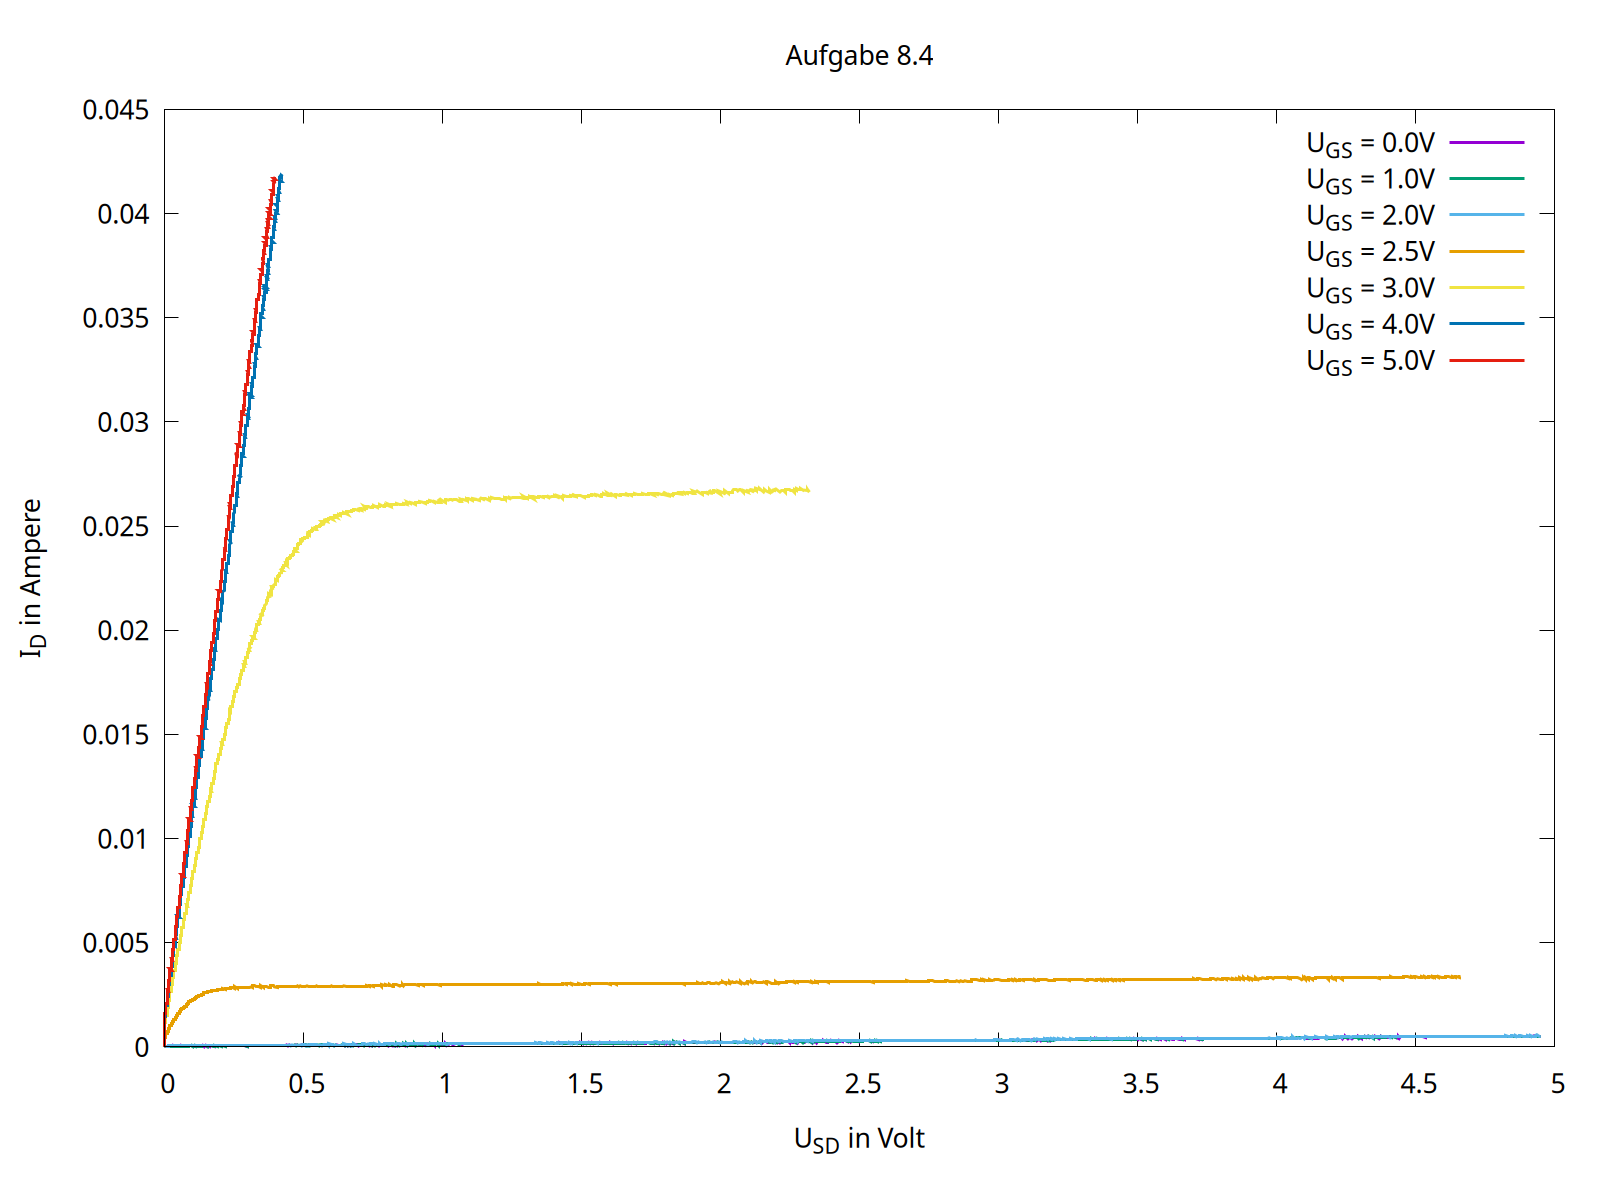 Aufgabe 8.4
0.045
0.04
0.035
0.03
0.025
0.02
0.015
0.01
0.005
0
I_D in Ampere
U_GS = 0.0V
U_GS = 1.0V
U_GS = 2.0V
U_GS = 2.5V
U_GS = 3.0V
U_GS = 4.0V
U_GS = 5.0V
0 0.5 1 1.5 2 2.5 3 3.5 4 4.5 5
U_SD in Volt